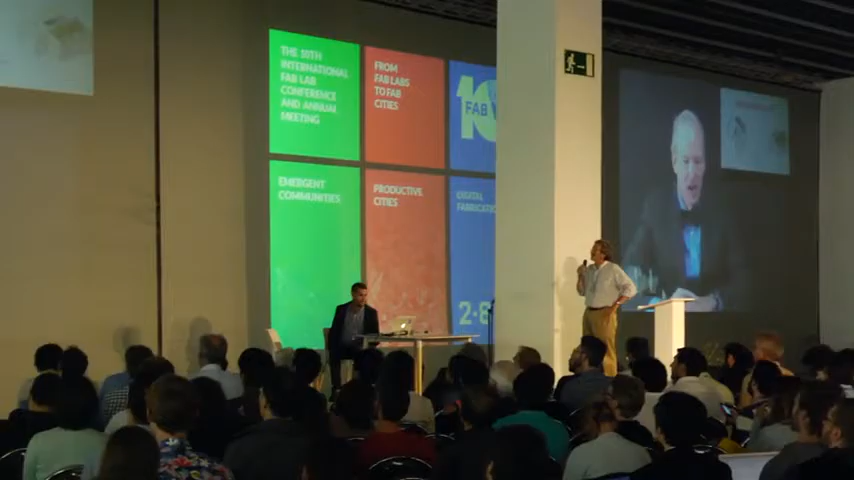 THE 10TH
INTERNATIONAL
FAB LAB
CONFERENCE
AND ANNUAL
MEETING
FROM
FAB LABS
TO FAB
CITIES
10
FAB
EMERGENT
COMMUNITIES
PRODUCTIVE
CITIES
DIGITAL
FABRICATIO
2·8